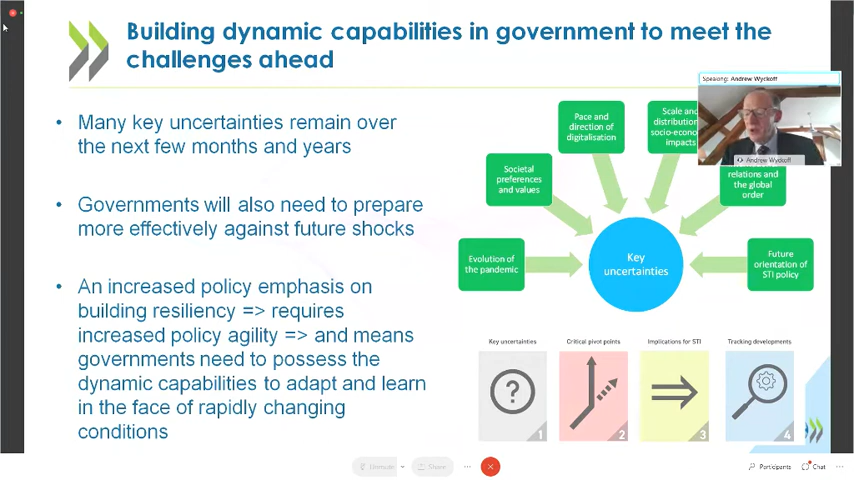 Building dynamic capabilities in government to meet the
challenges ahead
• Many key uncertainties remain over
the next few months and years
• Governments will also need to prepare
more effectively against future shocks
• An increased policy emphasis on
building resiliency => requires
increased policy agility => and means
governments need to possess the
dynamic capabilities to adapt and learn
in the face of rapidly changing
conditions
Evolution of
the pandemic
Societal
preferences
and values
Pace and
direction of
digitalisation
Scale and
distribution
socio-econo
impacts
relations and
the global
order
Future
orientation of
STI policy
Key
uncertainties
Speaking: Andrew Wyckoff
Andrew Wyckoff
Key uncertainties
Critical pivot points
Implications for STI
Tracking developments
?
1
2
3
4
Unmute
Share
Participants
Chat